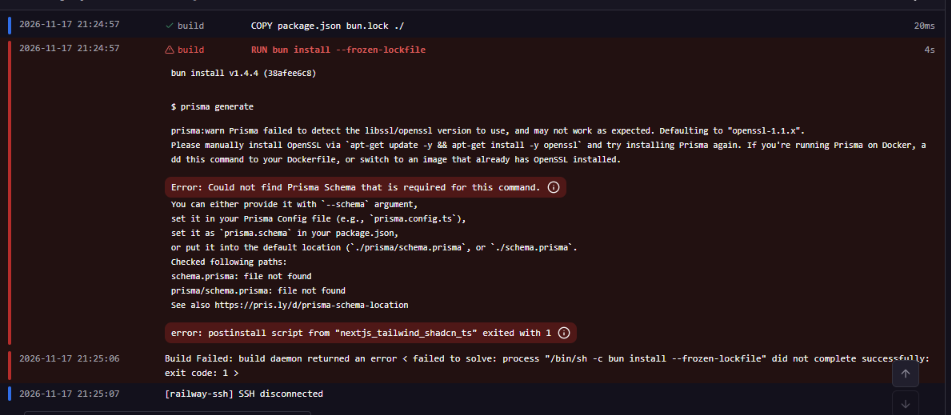 2026-11-17 21:24:57 build COPY package.json bun.lock ./ 20ms
2026-11-17 21:24:57 build RUN bun install --frozen-lockfile 4s
bun install v1.4.4 (38afee6c8)
$ prisma generate
prisma:warn Prisma failed to detect the libssl/openssl version to use, and may not work as expected. Defaulting to "openssl-1.1.x".
Please manually install OpenSSL via `apt-get update -y && apt-get install -y openssl` and try installing Prisma again. If you're running Prisma on Docker, a
dd this command to your Dockerfile, or switch to an image that already has OpenSSL installed.
Error: Could not find Prisma Schema that is required for this command.
You can either provide it with `--schema` argument,
set it in your Prisma Config file (e.g., `prisma.config.ts`),
set it as `prisma.schema` in your package.json,
or put it into the default location (`./prisma/schema.prisma`, or `./schema.prisma`.
Checked following paths:
schema.prisma: file not found
prisma/schema.prisma: file not found
See also https://pris.ly/d/prisma-schema-location
error: postinstall script from "nextjs_tailwind_shadcn_ts" exited with 1
2026-11-17 21:25:06 Build Failed: build daemon returned an error < failed to solve: process "/bin/sh -c bun install --frozen-lockfile" did not complete successfully:
exit code: 1 >
2026-11-17 21:25:07 [railway-ssh] SSH disconnected